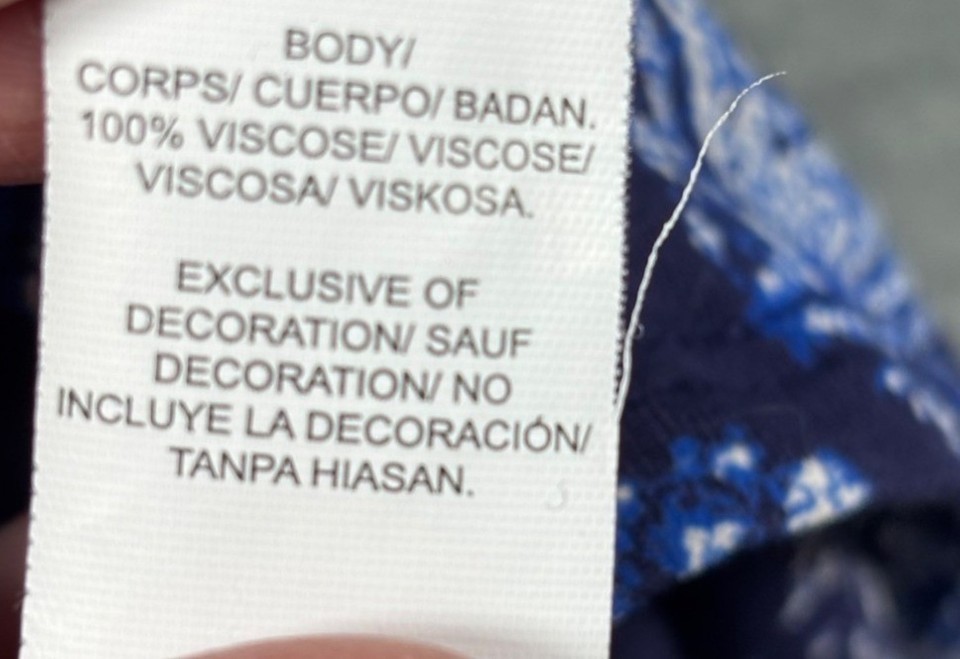 BODY/
CORPS/ CUERPO/ BADAN.
100% VISCOSE/ VISCOSE/
VISCOSA/ VISKOSA.
EXCLUSIVE OF
DECORATION/ SAUF
DECORATION/ NO
INCLUYE LA DECORACIÓN/
TANPA HIASAN.